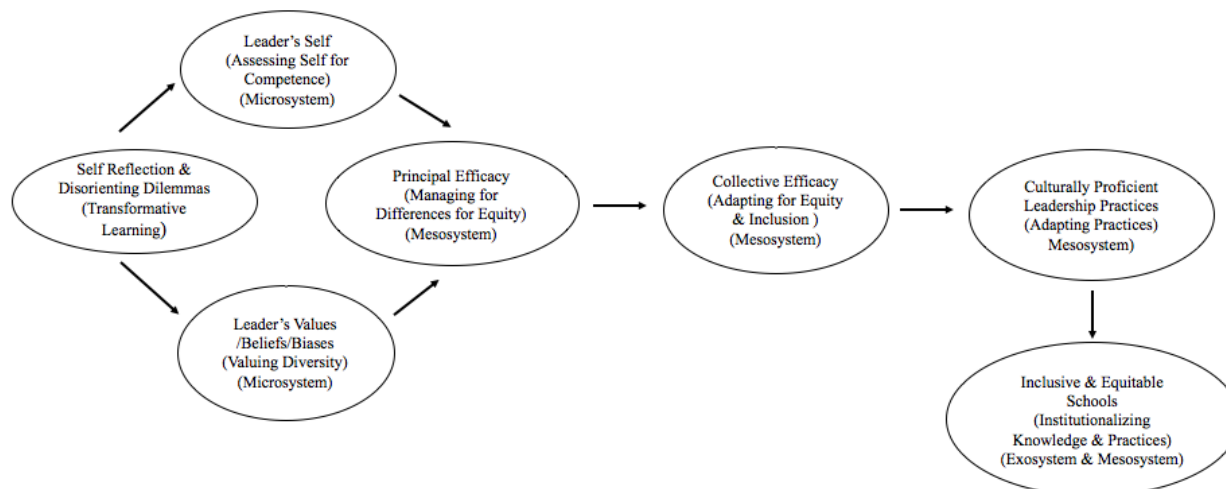 Leader's Self
(Assessing Self for
Competence)
(Microsystem)
Self Reflection &
Disorienting Dilemmas
(Transformative
Learning)
Principal Efficacy
(Managing for
Differences for Equity)
(Mesosystem)
Leader's Values
/Beliefs/Biases
(Valuing Diversity)
(Microsystem)
Collective Efficacy
(Adapting for Equity
& Inclusion )
(Mesosystem)
Culturally Proficient
Leadership Practices
(Adapting Practices)
Mesosystem)
Inclusive & Equitable
Schools
(Institutionalizing
Knowledge & Practices)
(Exosystem & Mesosystem)